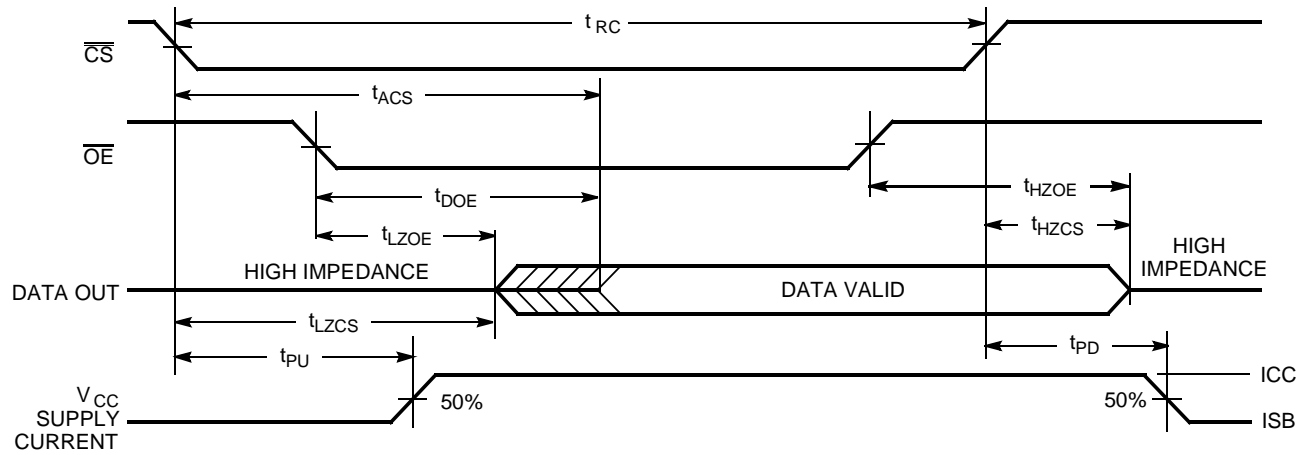 t RC
CS
tACS
OE
tDOE
tHZOE
tLZOE
tHZCS
HIGH IMPEDANCE
HIGH
IMPEDANCE
DATA OUT
DATA VALID
tLZCS
tPU
tPD
VCC
SUPPLY
CURRENT
50%
50%
ICC
ISB